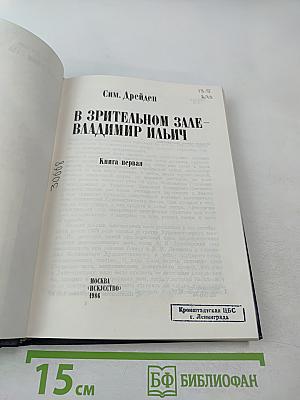 Сим. Дрейден
В ЗРИТЕЛЬНОМ ЗАЛЕ—
ВЛАДИМИР ИЛЬИЧ
Книга первая
МОСКВА
«ИСКУССТВО»
1986
Кронштадтская ЦБС
г. Ленинграда
15 см
БФ БИБЛИОФАН